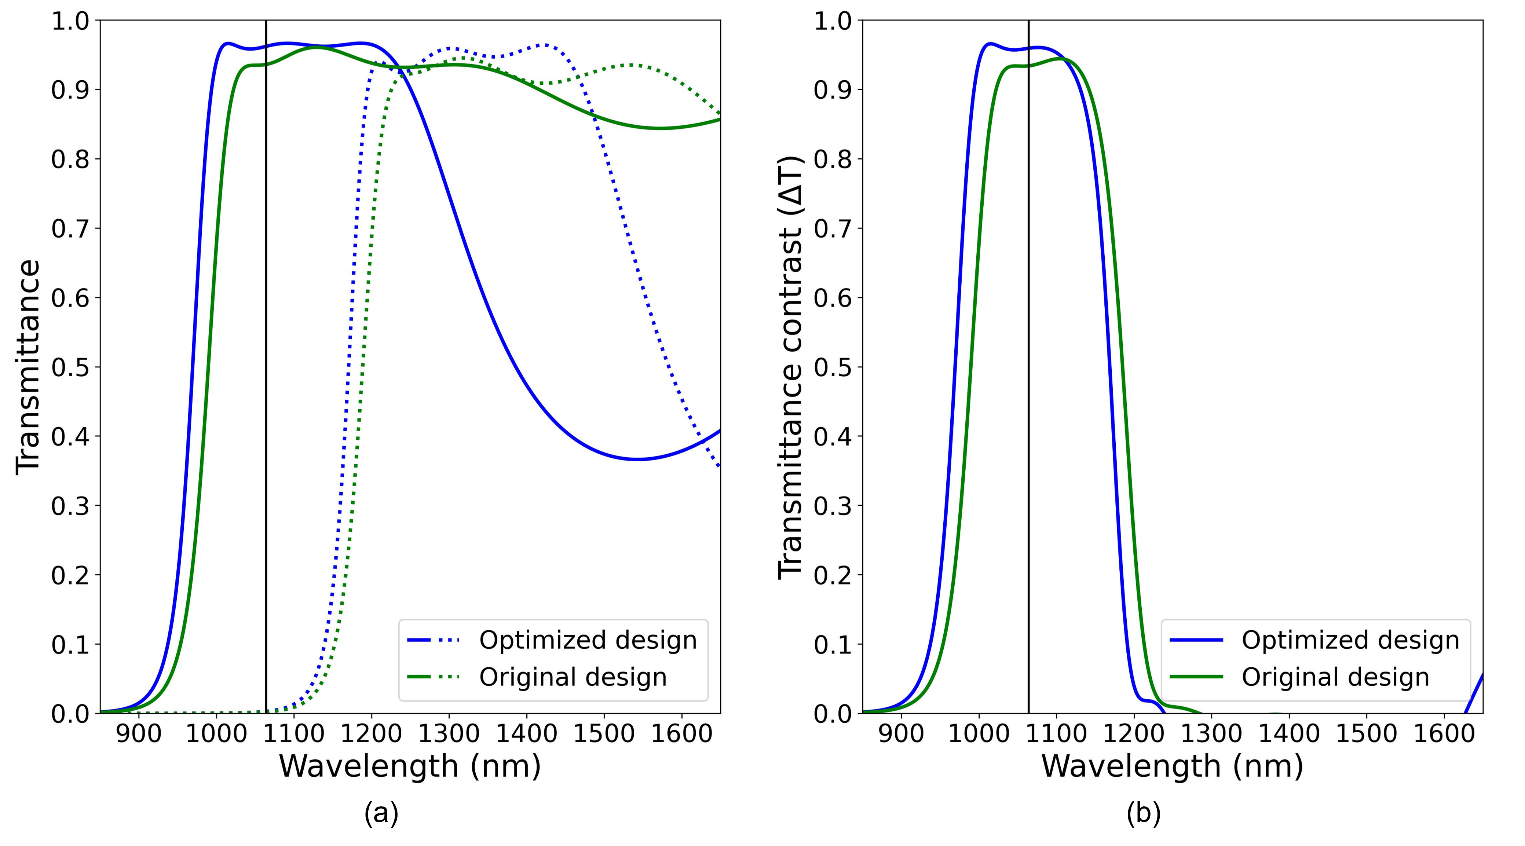 1.0
0.9
0.8
0.7
0.6
0.5
0.4
0.3
0.2
0.1
0.0
Transmittance
900 1000 1100 1200 1300 1400 1500 1600
Wavelength (nm)
Optimized design
Original design
(a)
1.0
0.9
0.8
0.7
0.6
0.5
0.4
0.3
0.2
0.1
0.0
Transmittance contrast (ΔT)
900 1000 1100 1200 1300 1400 1500 1600
Wavelength (nm)
Optimized design
Original design
(b)